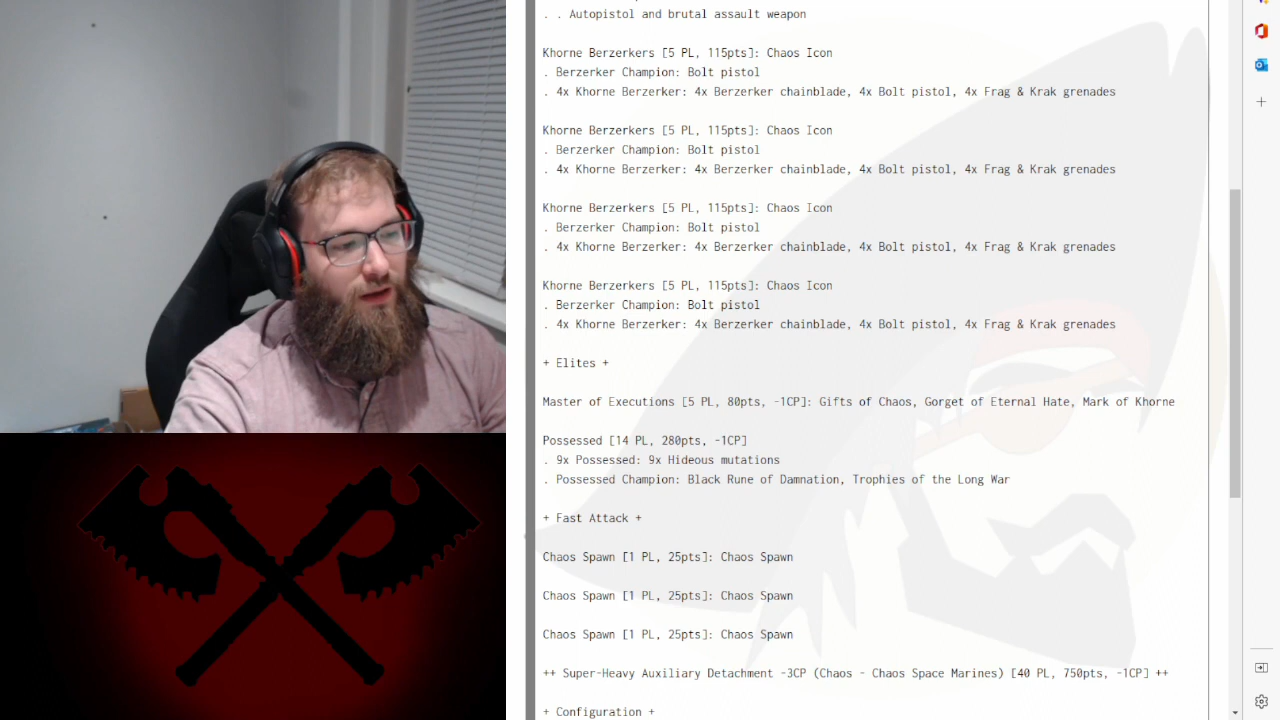 . . Autopistol and brutal assault weapon
Khorne Berzerkers [5 PL, 115pts]: Chaos Icon
. Berzerker Champion: Bolt pistol
. 4x Khorne Berzerker: 4x Berzerker chainblade, 4x Bolt pistol, 4x Frag & Krak grenades
Khorne Berzerkers [5 PL, 115pts]: Chaos Icon
. Berzerker Champion: Bolt pistol
. 4x Khorne Berzerker: 4x Berzerker chainblade, 4x Bolt pistol, 4x Frag & Krak grenades
Khorne Berzerkers [5 PL, 115pts]: Chaos Icon
. Berzerker Champion: Bolt pistol
. 4x Khorne Berzerker: 4x Berzerker chainblade, 4x Bolt pistol, 4x Frag & Krak grenades
Khorne Berzerkers [5 PL, 115pts]: Chaos Icon
. Berzerker Champion: Bolt pistol
. 4x Khorne Berzerker: 4x Berzerker chainblade, 4x Bolt pistol, 4x Frag & Krak grenades
+ Elites +
Master of Executions [5 PL, 80pts, -1CP]: Gifts of Chaos, Gorget of Eternal Hate, Mark of Khorne
Possessed [14 PL, 280pts, -1CP]
. 9x Possessed: 9x Hideous mutations
. Possessed Champion: Black Rune of Damnation, Trophies of the Long War
+ Fast Attack +
Chaos Spawn [1 PL, 25pts]: Chaos Spawn
Chaos Spawn [1 PL, 25pts]: Chaos Spawn
Chaos Spawn [1 PL, 25pts]: Chaos Spawn
++ Super-Heavy Auxiliary Detachment -3CP (Chaos - Chaos Space Marines) [40 PL, 750pts, -1CP] ++
+ Configuration +